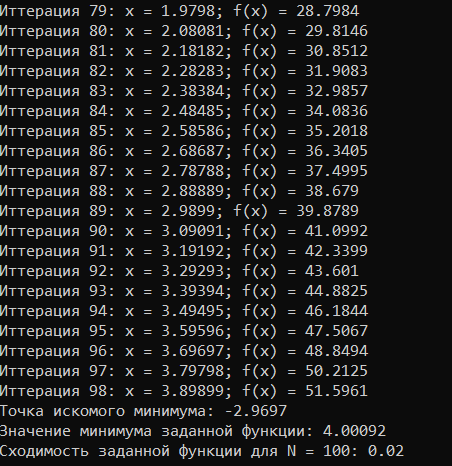 Иттерация 79: x = 1.9798; f(x) = 28.7984
Иттерация 80: x = 2.08081; f(x) = 29.8146
Иттерация 81: x = 2.18182; f(x) = 30.8512
Иттерация 82: x = 2.28283; f(x) = 31.9083
Иттерация 83: x = 2.38384; f(x) = 32.9857
Иттерация 84: x = 2.48485; f(x) = 34.0836
Иттерация 85: x = 2.58586; f(x) = 35.2018
Иттерация 86: x = 2.68687; f(x) = 36.3405
Иттерация 87: x = 2.78788; f(x) = 37.4995
Иттерация 88: x = 2.88889; f(x) = 38.679
Иттерация 89: x = 2.9899; f(x) = 39.8789
Иттерация 90: x = 3.09091; f(x) = 41.0992
Иттерация 91: x = 3.19192; f(x) = 42.3399
Иттерация 92: x = 3.29293; f(x) = 43.601
Иттерация 93: x = 3.39394; f(x) = 44.8825
Иттерация 94: x = 3.49495; f(x) = 46.1844
Иттерация 95: x = 3.59596; f(x) = 47.5067
Иттерация 96: x = 3.69697; f(x) = 48.8494
Иттерация 97: x = 3.79798; f(x) = 50.2125
Иттерация 98: x = 3.89899; f(x) = 51.5961
Точка искомого минимума: -2.9697
Значение минимума заданной функции: 4.00092
Сходимость заданной функции для N = 100: 0.02